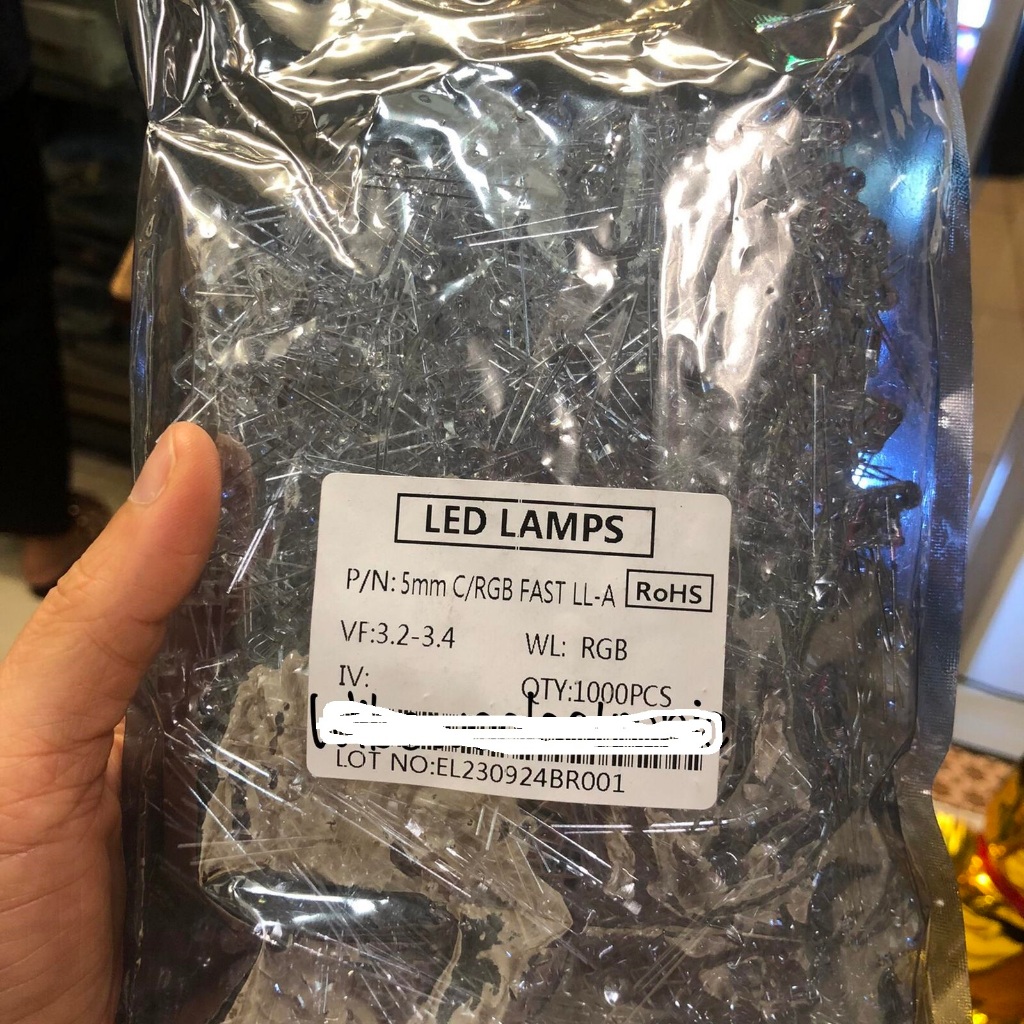 LED LAMPS
P/N: 5mm C/RGB FAST LL-A RoHS
VF:3.2-3.4 WL: RGB
IV: QTY:1000PCS
LOT NO:EL230924BR001